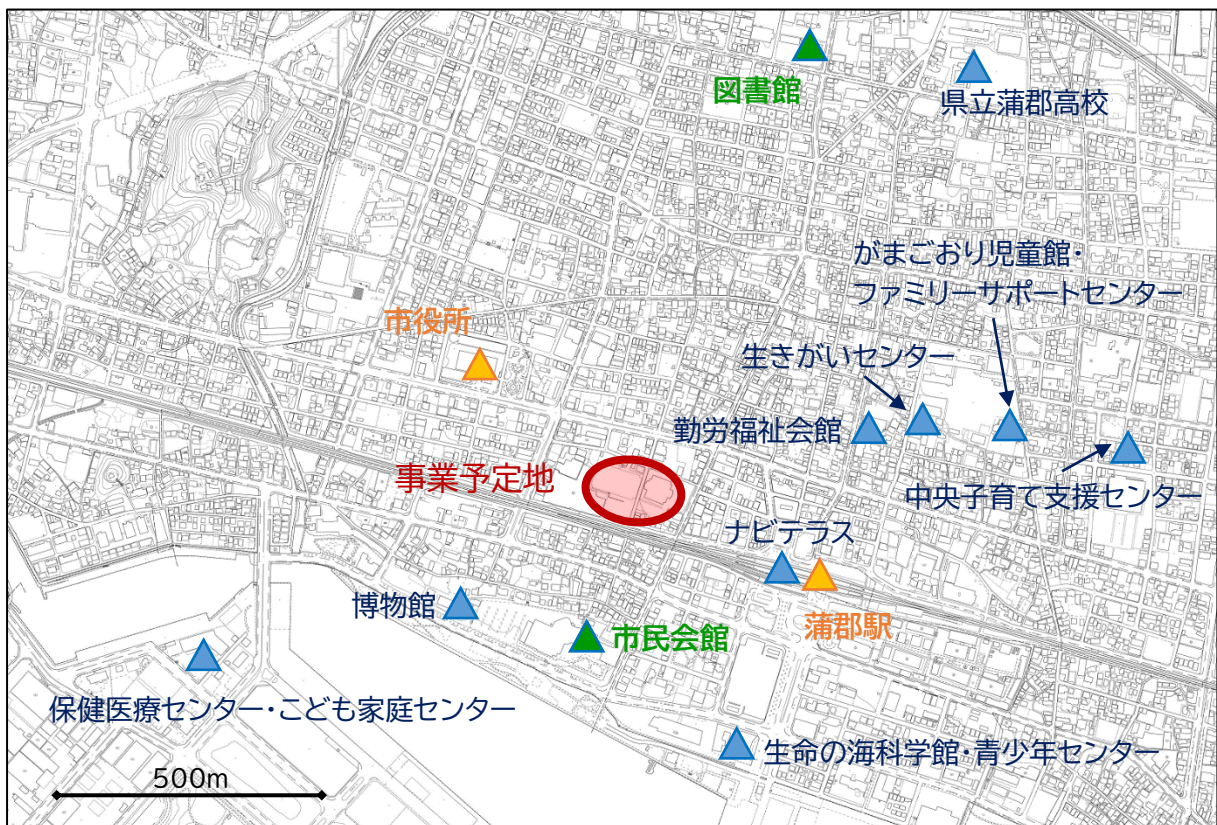 図書館
県立蒲郡高校
がまごおり児童館・
ファミリーサポートセンター
市役所
生きがいセンター
勤労福祉会館
事業予定地
中央子育て支援センター
ナビテラス
博物館
市民会館
蒲郡駅
保健医療センター・こども家庭センター
生命の海科学館・青少年センター
500m